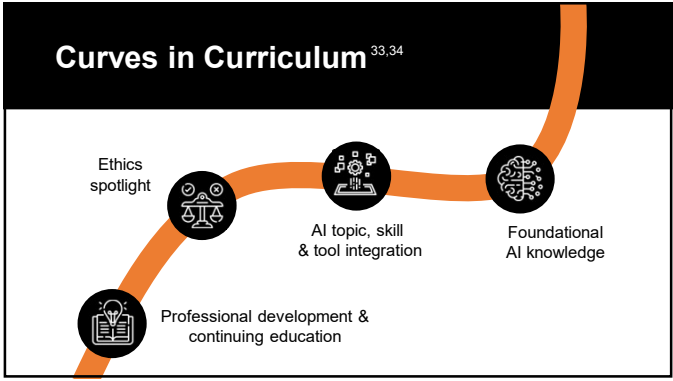 Curves in Curriculum 33,34
Ethics
spotlight
AI topic, skill
& tool integration
Foundational
AI knowledge
Professional development &
continuing education